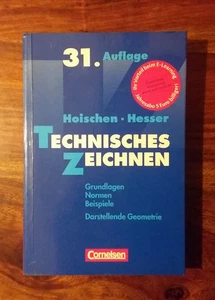 31. Auflage
Hoischen · Hesser
TECHNISCHES
ZEICHNEN
Grundlagen
Normen
Beispiele
Darstellende Geometrie
Cornelsen